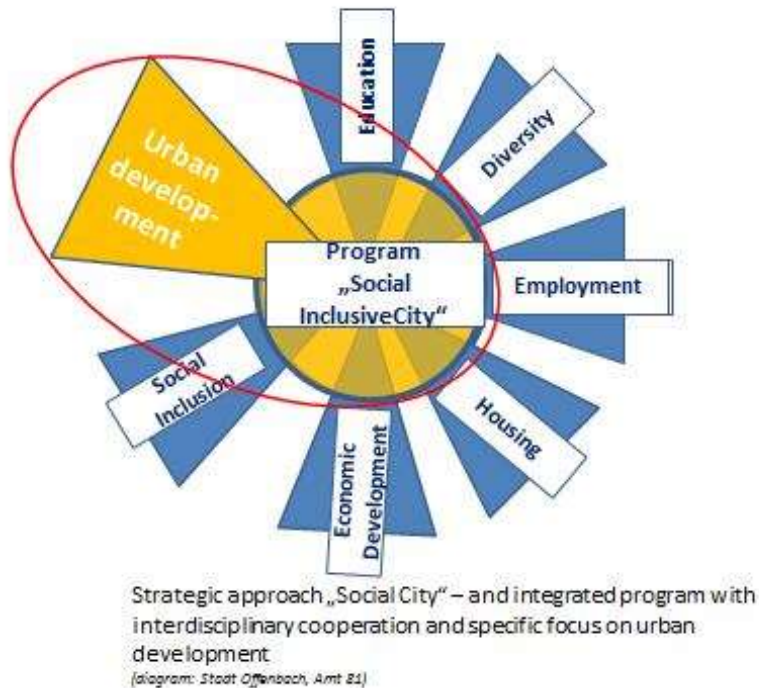 Education
Diversity
Urban
develop-
ment
Program
„Social
InclusiveCity“
Employment
Social
Inclusion
Housing
Economic
Development
Strategic approach „Social City“ – and integrated program with
interdisciplinary cooperation and specific focus on urban
development
(diagram: Stadt Offenbach, Amt 81)